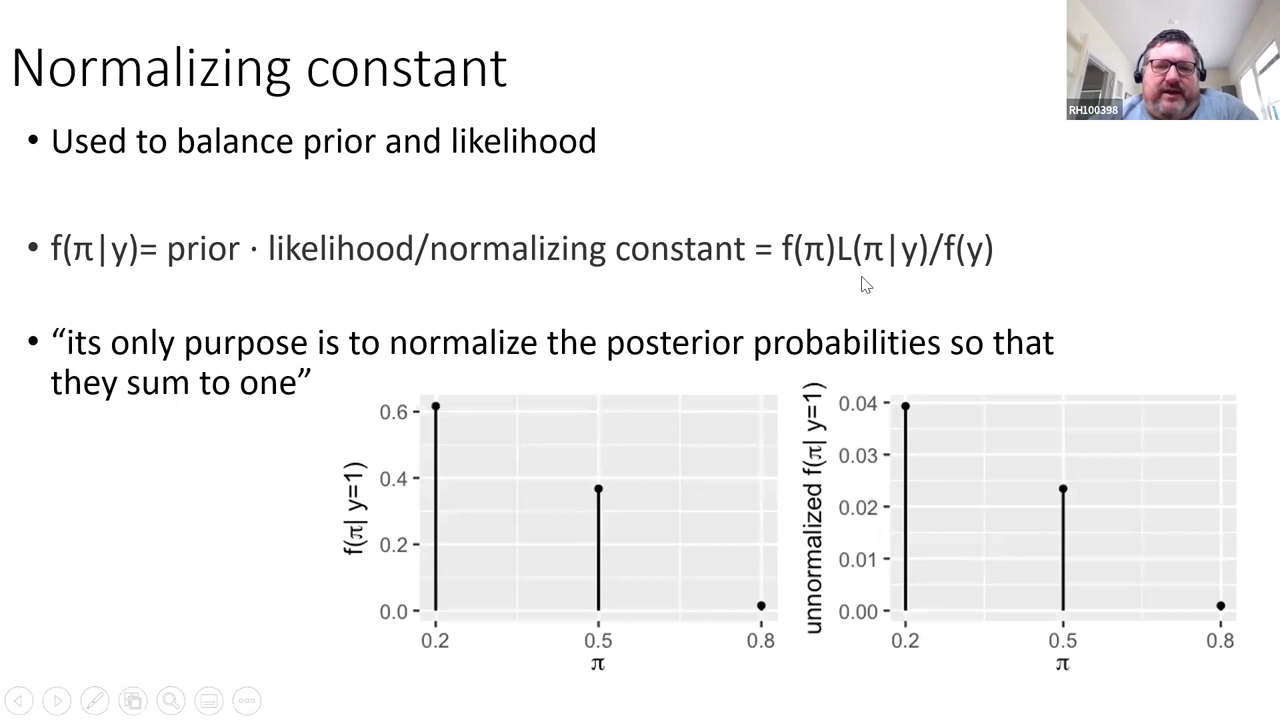 Normalizing constant
RH100398
• Used to balance prior and likelihood
• f(π|y)= prior · likelihood/normalizing constant = f(π)L(π|y)/f(y)
• “its only purpose is to normalize the posterior probabilities so that
they sum to one”
f(π| y=1)
0.6
0.4
0.2
0.0
0.2 0.5 0.8
π
unnormalized f(π| y=1)
0.04
0.03
0.02
0.01
0.00
0.2 0.5 0.8
π